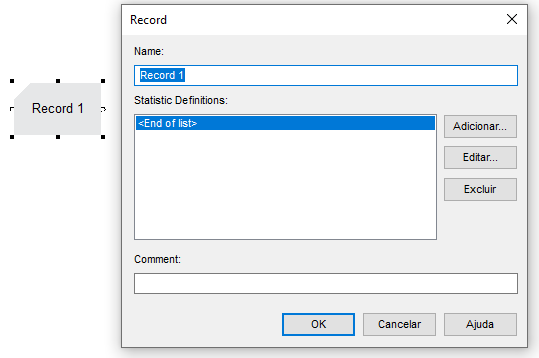 Record
Name:
Record 1
Record 1
Statistic Definitions:
<End of list>
Adicionar...
Editar...
Excluir
Comment:
OK
Cancelar
Ajuda